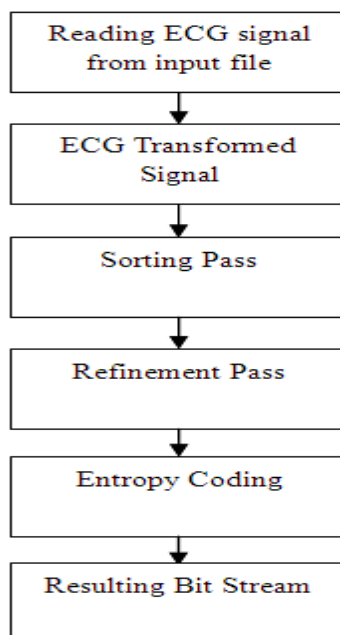 Reading ECG signal
from input file
ECG Transformed
Signal
Sorting Pass
Refinement Pass
Entropy Coding
Resulting Bit Stream